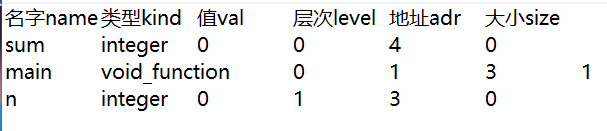 名字name 类型kind 值val 层次level 地址adr 大小size
sum integer 0 0 4 0
main void_function 0 1 3 1
n integer 0 1 3 0